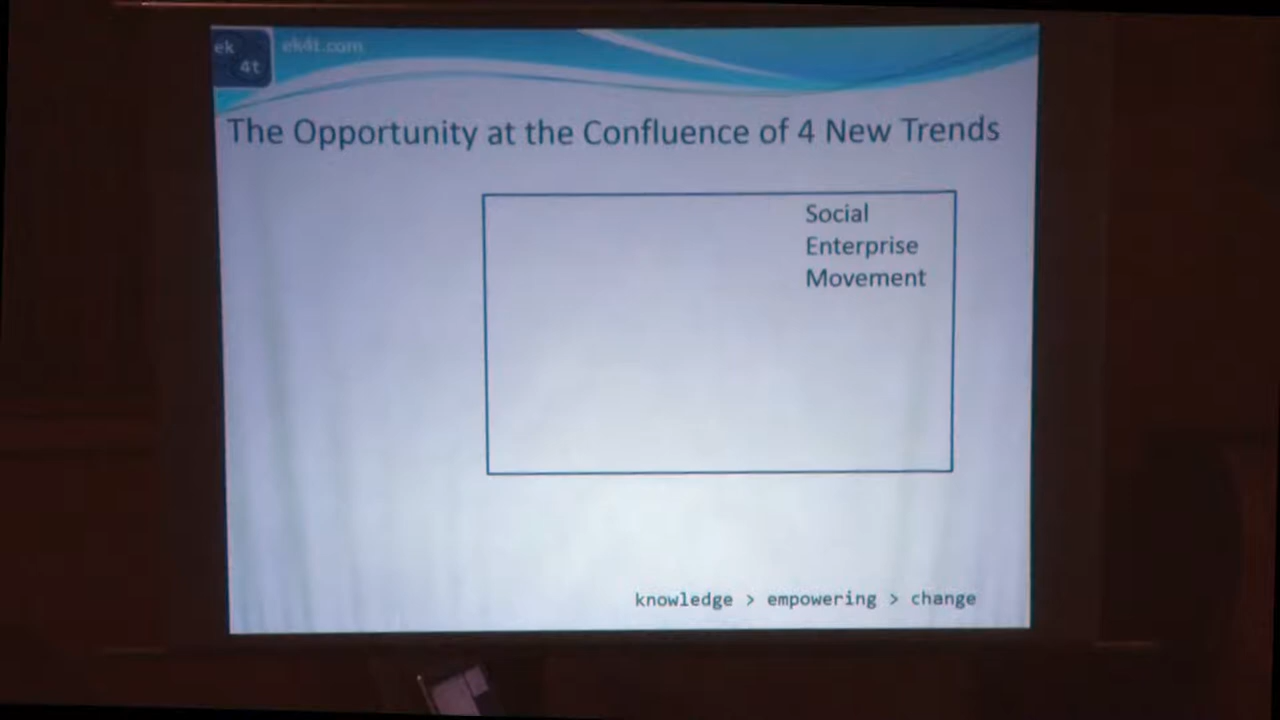 ek
4t
ek4t.com
The Opportunity at the Confluence of 4 New Trends
Social
Enterprise
Movement
knowledge > empowering > change